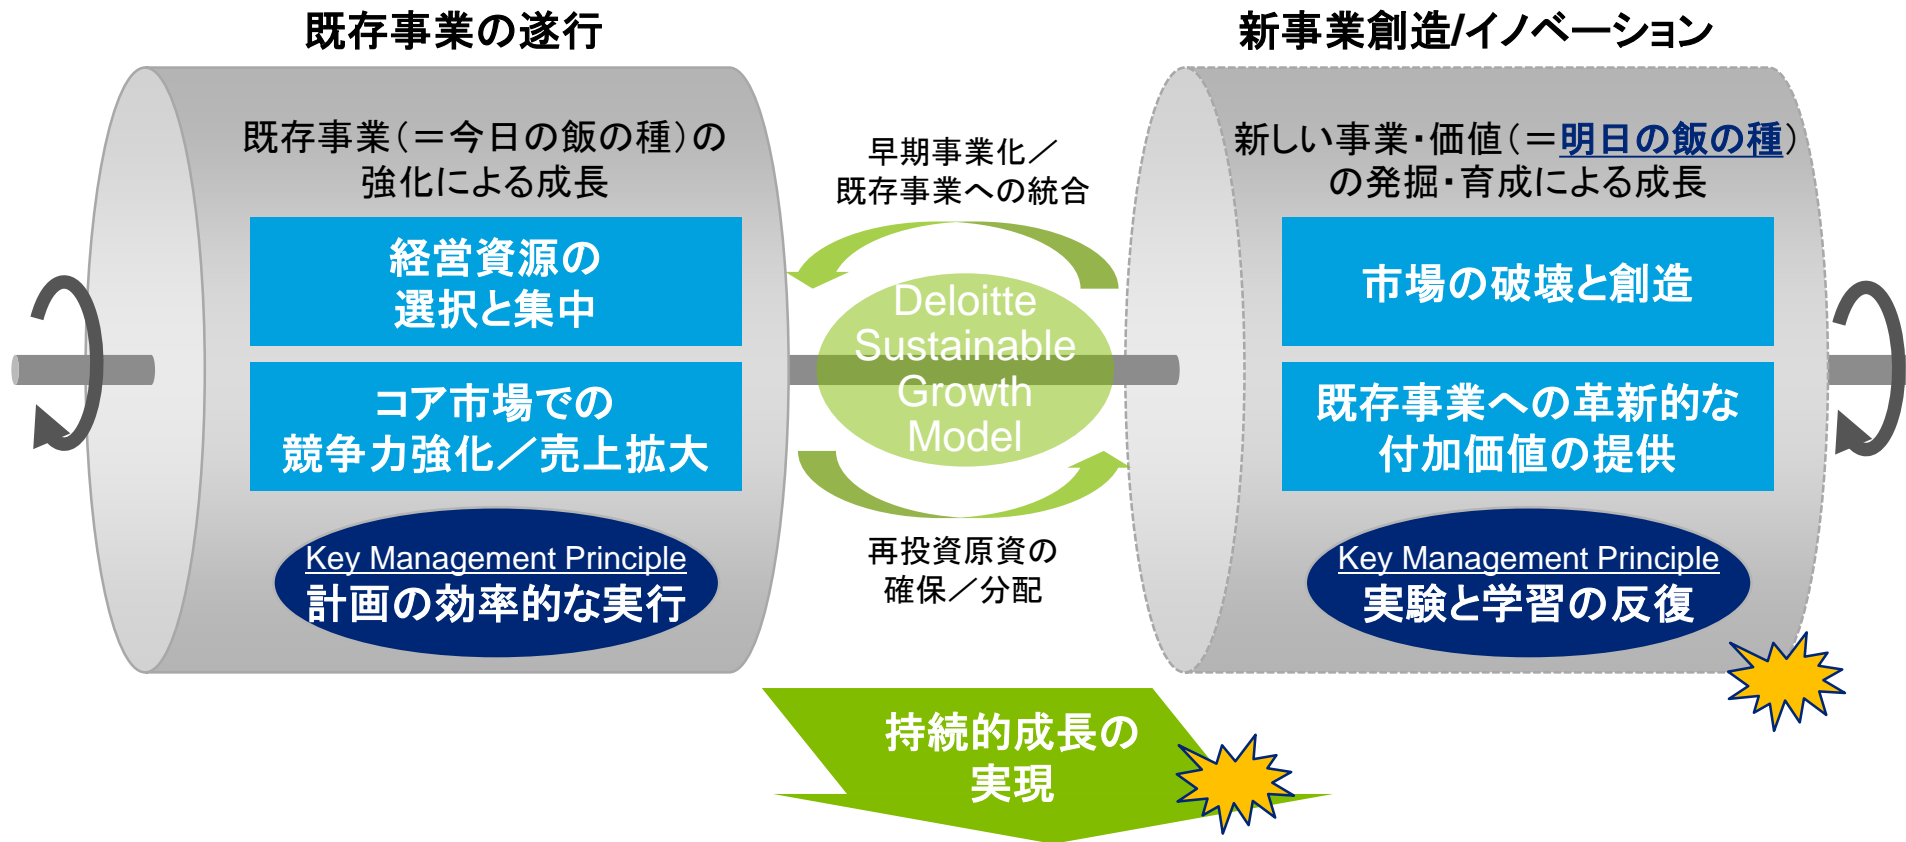 既存事業の遂行
既存事業(＝今日の飯の種)の
強化による成長
経営資源の
選択と集中
コア市場での
競争力強化／売上拡大
Key Management Principle
計画の効率的な実行
早期事業化／
既存事業への統合
Deloitte
Sustainable
Growth
Model
再投資原資の
確保／分配
新事業創造/イノベーション
新しい事業・価値(＝明日の飯の種)
の発掘・育成による成長
市場の破壊と創造
既存事業への革新的な
付加価値の提供
Key Management Principle
実験と学習の反復
持続的成長の
実現